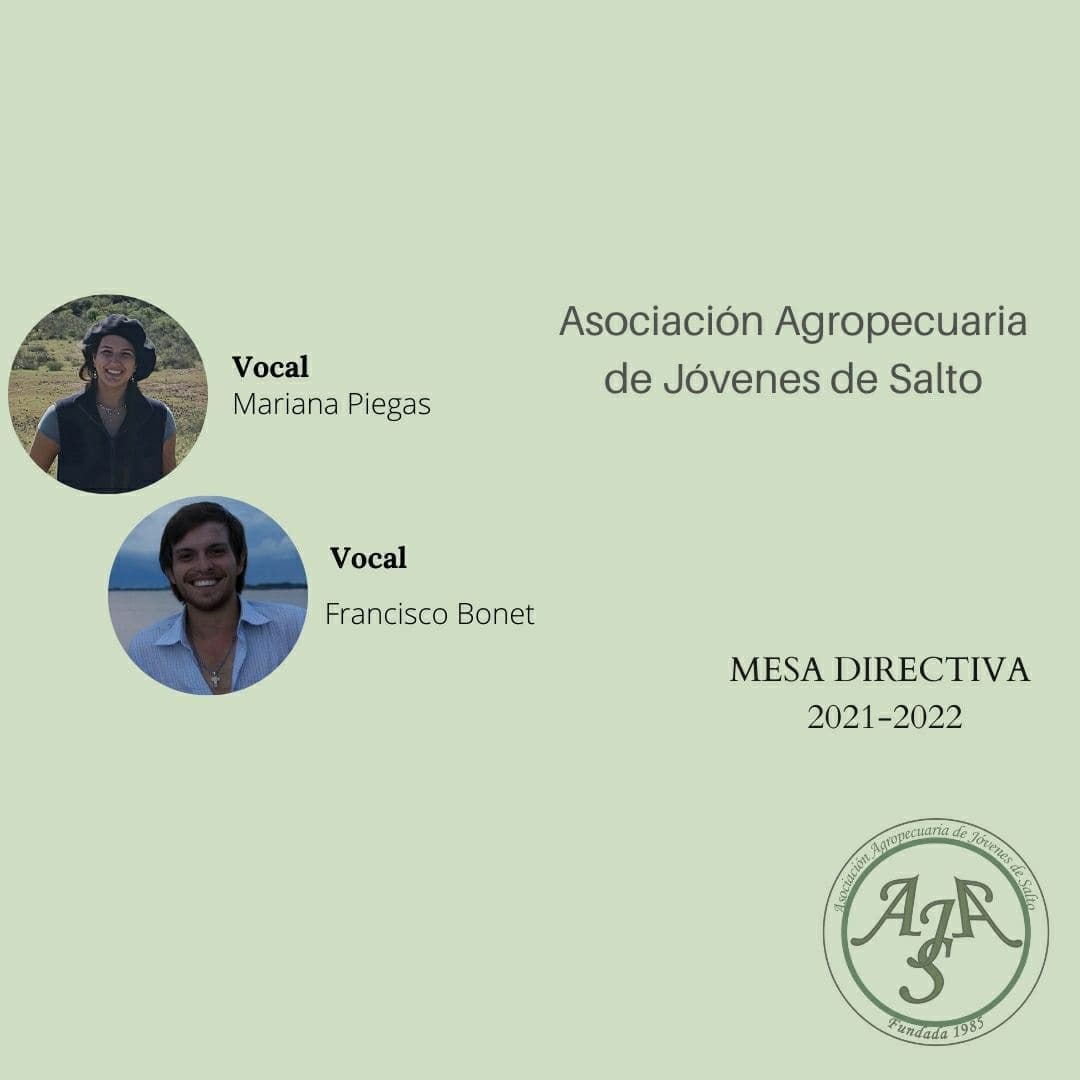 Asociación Agropecuaria
de Jóvenes de Salto
Vocal
Mariana Piegas
Vocal
Francisco Bonet
MESA DIRECTIVA
2021-2022
Asociación Agropecuaria de Jóvenes de Salto
AJAS
Fundada 1985